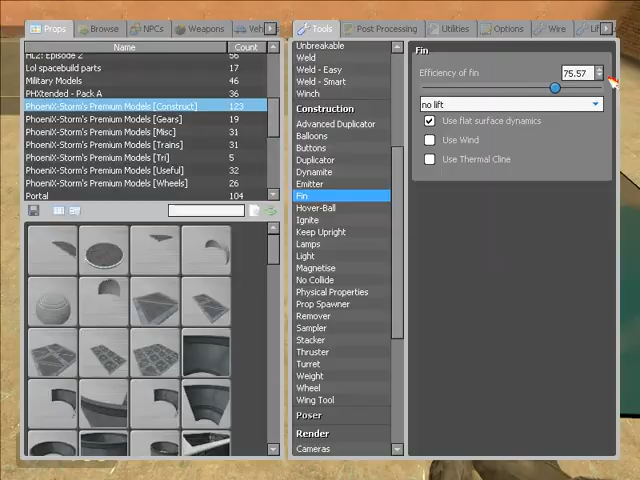 Props Browse NPCs Weapons Vehi
Tools Post Processing Utilities Options Wire Lif
Name Count
HL2: Episode 2 56
Lol spacebuild parts 17
Military Models 46
PHXtended - Pack A 36
PhoeniX-Storm's Premium Models [Construct] 123
PhoeniX-Storm's Premium Models [Gears] 19
PhoeniX-Storm's Premium Models [Misc] 31
PhoeniX-Storm's Premium Models [Trains] 31
PhoeniX-Storm's Premium Models [Tri] 5
PhoeniX-Storm's Premium Models [Useful] 32
PhoeniX-Storm's Premium Models [Wheels] 26
Portal 104
Unbreakable
Weld
Weld - Easy
Weld - Smart
Winch
Construction
Advanced Duplicator
Balloons
Buttons
Duplicator
Dynamite
Emitter
Fin
Hover-Ball
Ignite
Keep Upright
Lamps
Light
Magnetise
No Collide
Physical Properties
Prop Spawner
Remover
Sampler
Stacker
Thruster
Turret
Weight
Wheel
Wing Tool
Poser
Render
Cameras
Fin
Efficiency of fin 75.57
no lift
Use flat surface dynamics
Use Wind
Use Thermal Cline